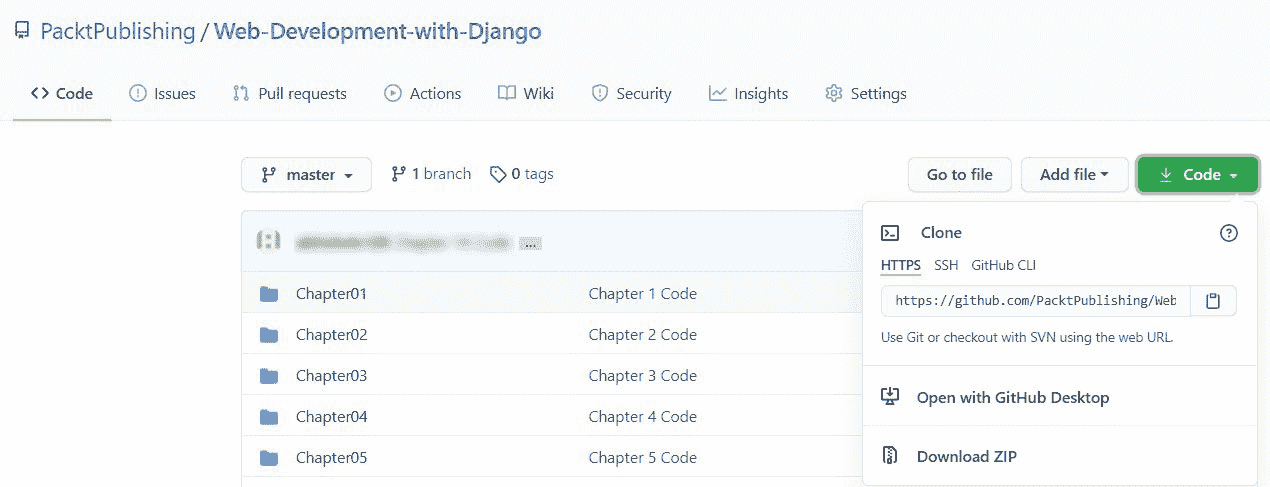 PacktPublishing / Web-Development-with-Django
Code Issues Pull requests Actions Wiki Security Insights Settings
master 1 branch 0 tags Go to file Add file Code
...
Clone
HTTPS SSH GitHub CLI
https://github.com/PacktPublishing/Web
Use Git or checkout with SVN using the web URL.
Open with GitHub Desktop
Download ZIP
Chapter01 Chapter 1 Code
Chapter02 Chapter 2 Code
Chapter03 Chapter 3 Code
Chapter04 Chapter 4 Code
Chapter05 Chapter 5 Code